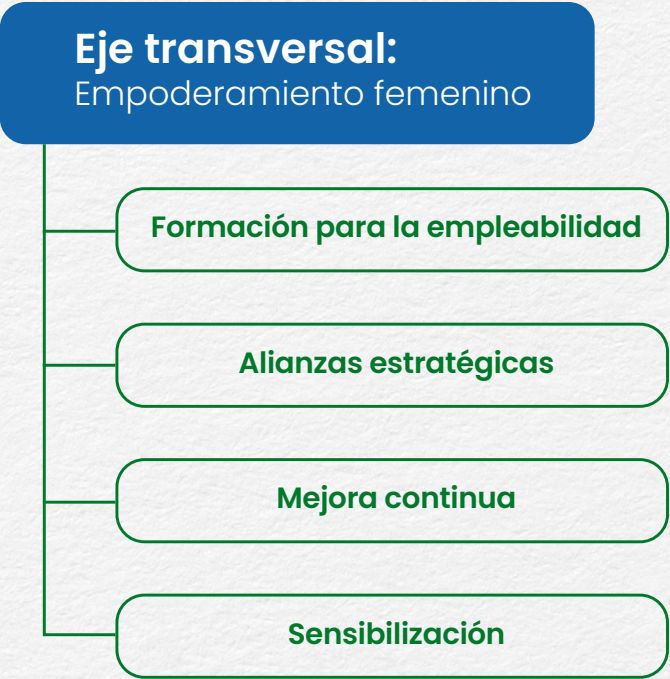 Eje transversal:
Empoderamiento femenino
Formación para la empleabilidad
Alianzas estratégicas
Mejora continua
Sensibilización